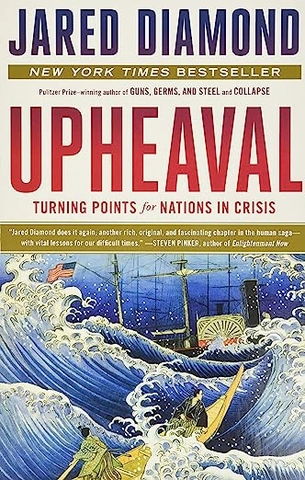 JARED DIAMOND
NEW YORK TIMES BESTSELLER
Pulitzer Prize–winning author of GUNS, GERMS, AND STEEL and COLLAPSE
UPHEAVAL
TURNING POINTS for NATIONS IN CRISIS
"Jared Diamond does it again; another rich, original, and fascinating chapter in the human saga—
with vital lessons for our difficult times." —STEVEN PINKER, author of Enlightenment Now